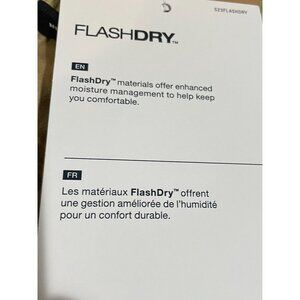 S23FLASHDRY
FLASHDRY™
EN
FlashDry™ materials offer enhanced
moisture management to help keep
you comfortable.
FR
Les matériaux FlashDry™ offrent
une gestion améliorée de l'humidité
pour un confort durable.